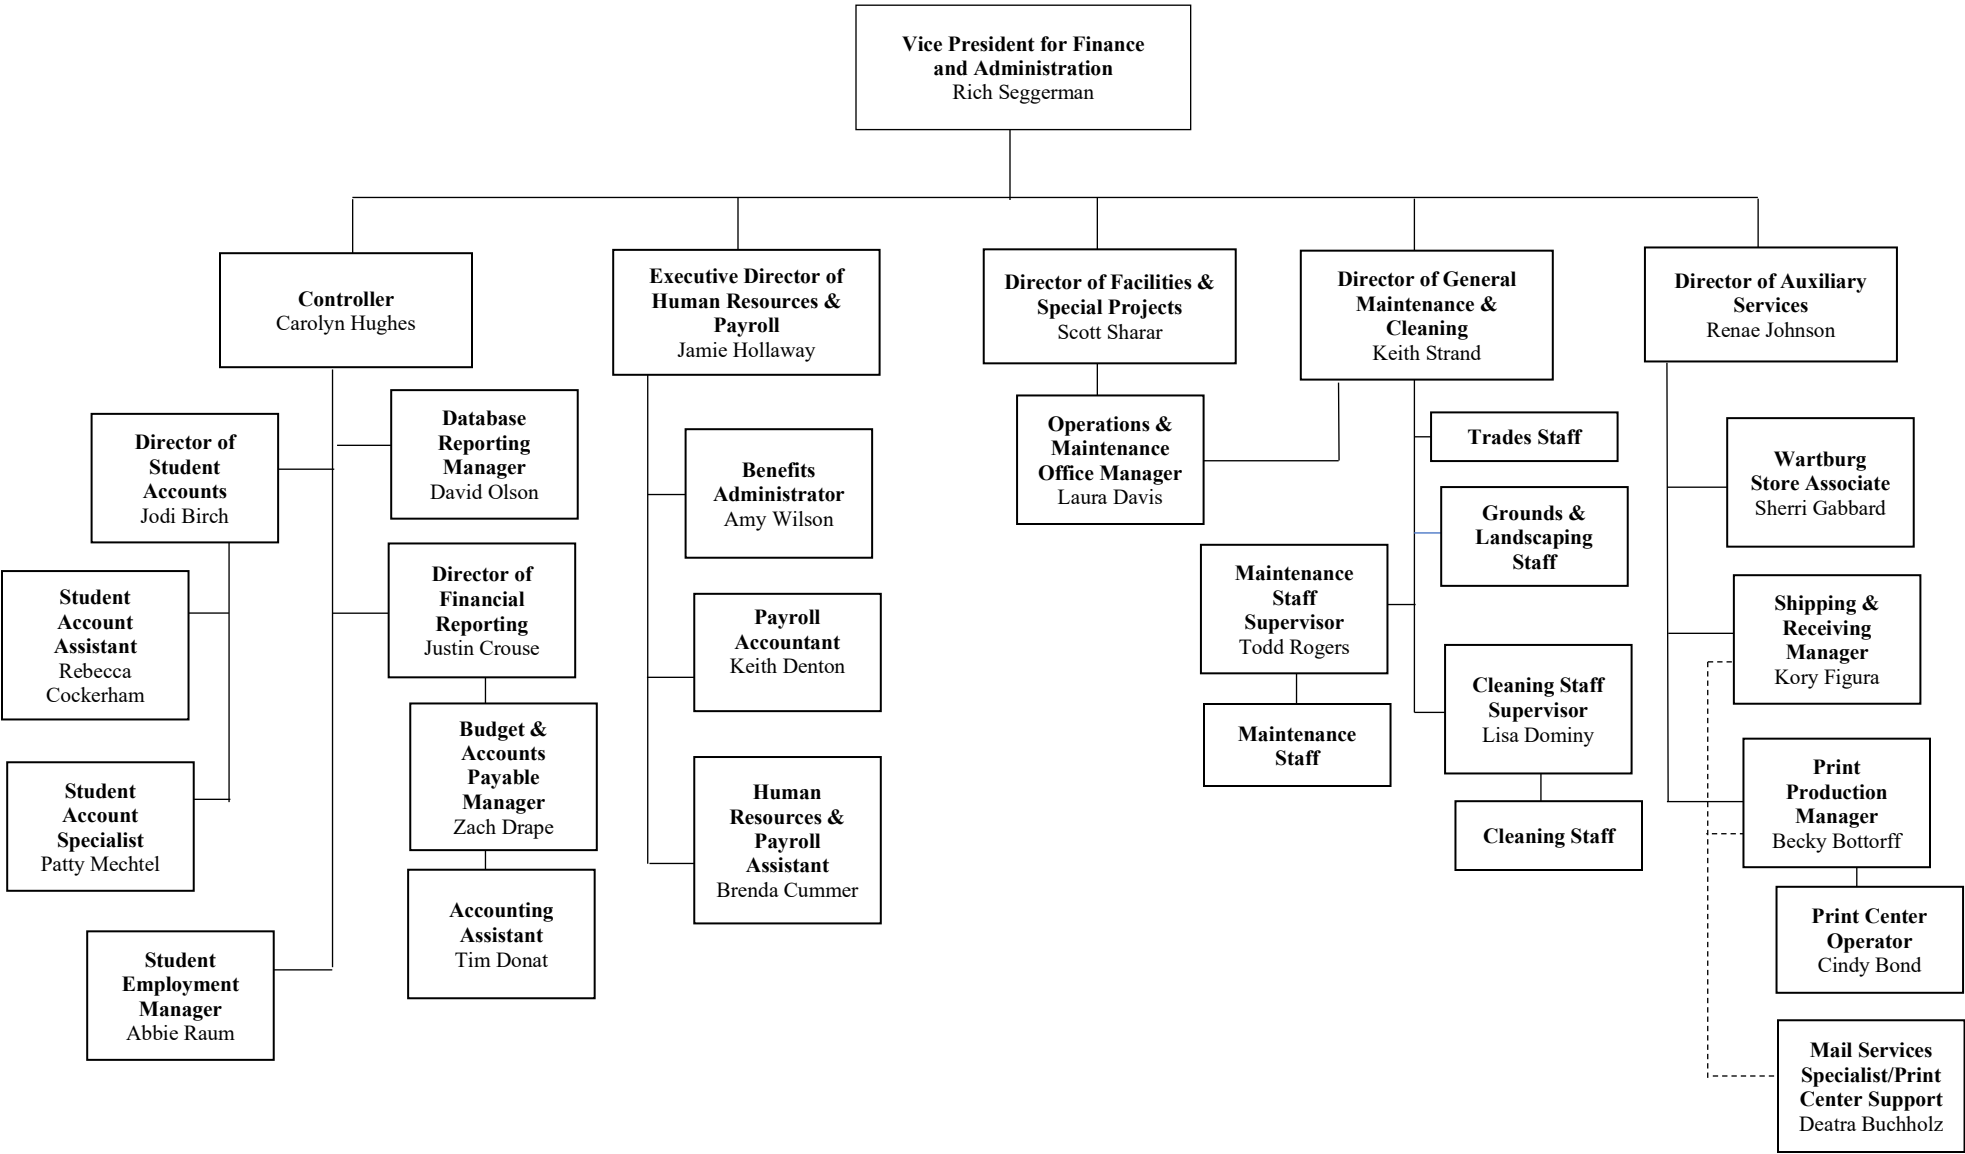 Vice President for Finance
and Administration
Rich Seggerman
Controller
Carolyn Hughes
Executive Director of
Human Resources &
Payroll
Jamie Hollaway
Director of Facilities &
Special Projects
Scott Sharar
Director of General
Maintenance &
Cleaning
Keith Strand
Director of Auxiliary
Services
Renae Johnson
Director of
Student
Accounts
Jodi Birch
Database
Reporting
Manager
David Olson
Student
Account
Assistant
Rebecca
Cockerham
Director of
Financial
Reporting
Justin Crouse
Student
Account
Specialist
Patty Mechtel
Budget &
Accounts
Payable
Manager
Zach Drape
Accounting
Assistant
Tim Donat
Student
Employment
Manager
Abbie Raum
Benefits
Administrator
Amy Wilson
Payroll
Accountant
Keith Denton
Human
Resources &
Payroll
Assistant
Brenda Cummer
Operations &
Maintenance
Office Manager
Laura Davis
Trades Staff
Grounds &
Landscaping
Staff
Maintenance
Staff
Supervisor
Todd Rogers
Maintenance
Staff
Cleaning Staff
Supervisor
Lisa Dominy
Cleaning Staff
Wartburg
Store Associate
Sherri Gabbard
Shipping &
Receiving
Manager
Kory Figura
Print
Production
Manager
Becky Bottorff
Print Center
Operator
Cindy Bond
Mail Services
Specialist/Print
Center Support
Deatra Buchholz